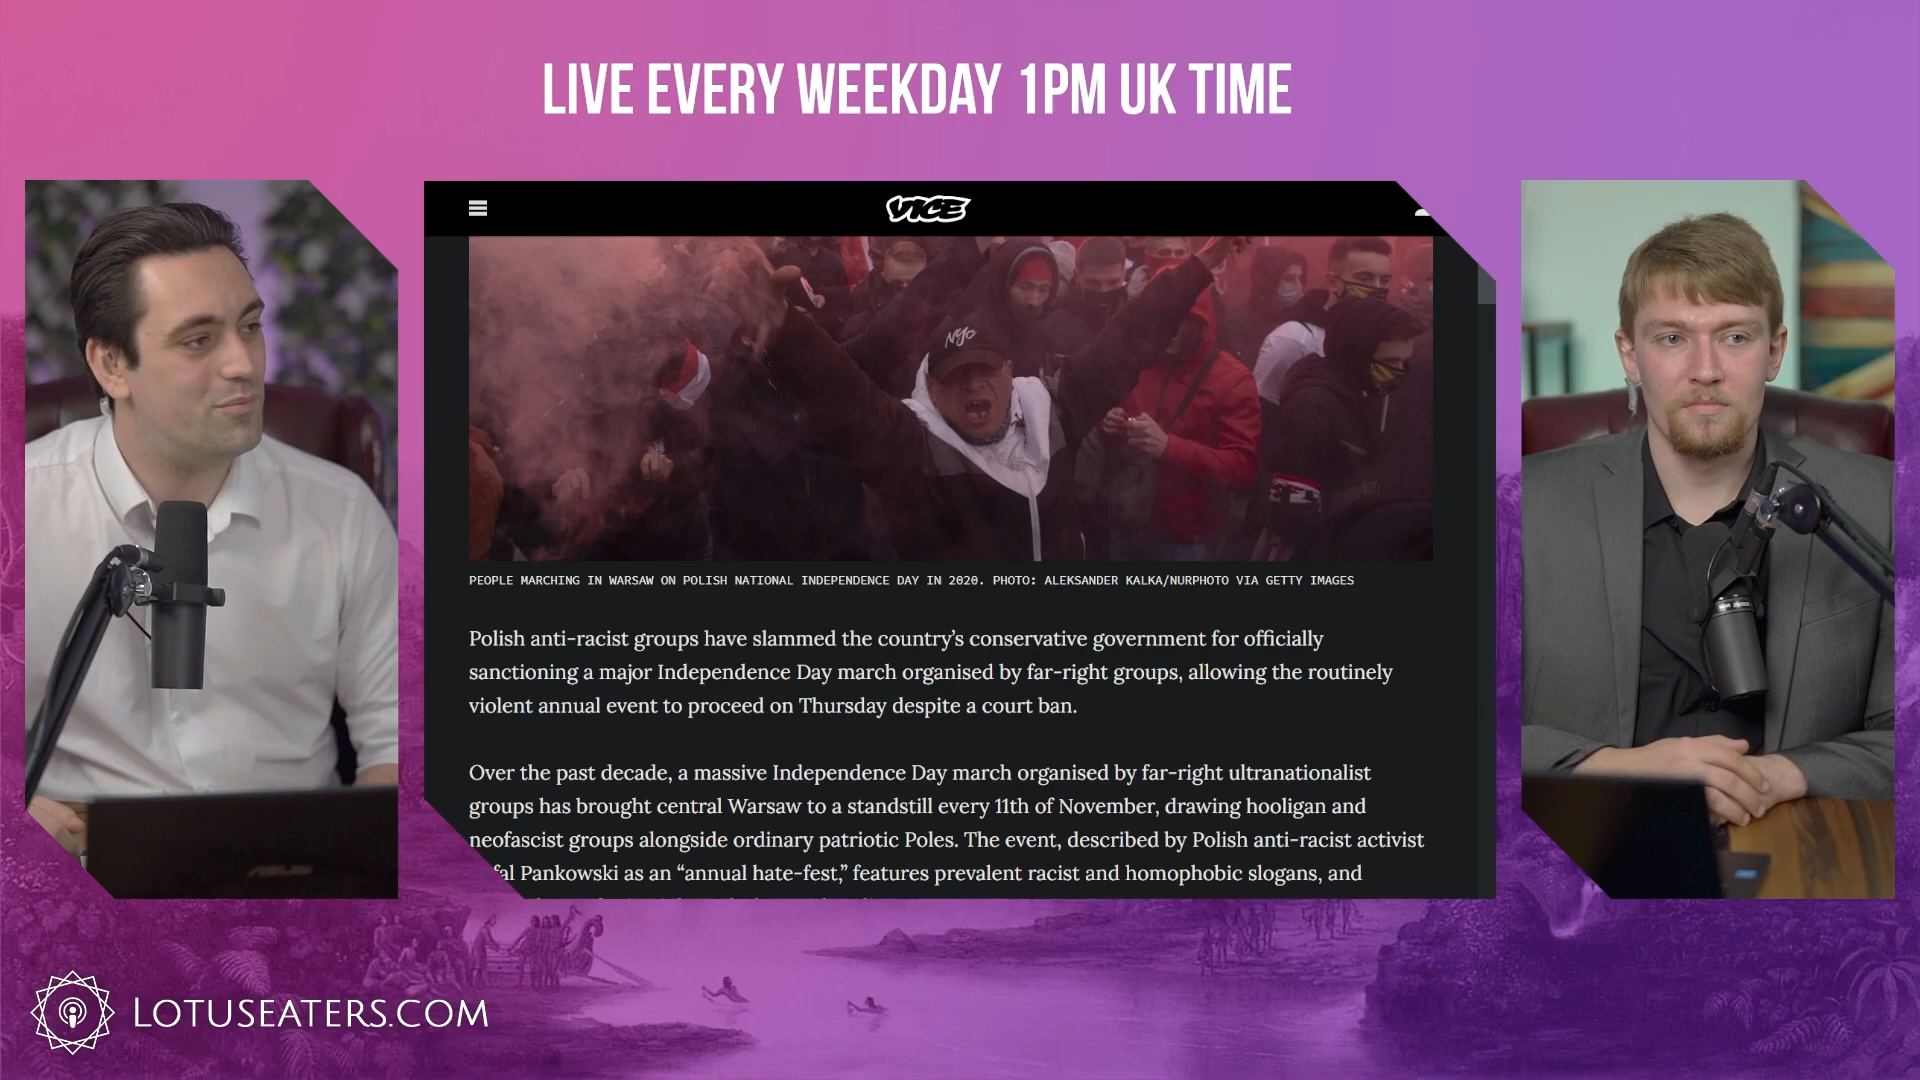 LIVE EVERY WEEKDAY 1PM UK TIME
VICE
NYC
PEOPLE MARCHING IN WARSAW ON POLISH NATIONAL INDEPENDENCE DAY IN 2020. PHOTO: ALEKSANDER KALKA/NURPHOTO VIA GETTY IMAGES
Polish anti-racist groups have slammed the country's conservative government for officially
sanctioning a major Independence Day march organised by far-right groups, allowing the routinely
violent annual event to proceed on Thursday despite a court ban.
Over the past decade, a massive Independence Day march organised by far-right ultranationalist
groups has brought central Warsaw to a standstill every 11th of November, drawing hooligan and
neofascist groups alongside ordinary patriotic Poles. The event, described by Polish anti-racist activist
Pankowski as an “annual hate-fest,” features prevalent racist and homophobic slogans, and
ASUS
LOTUSEATERS.COM